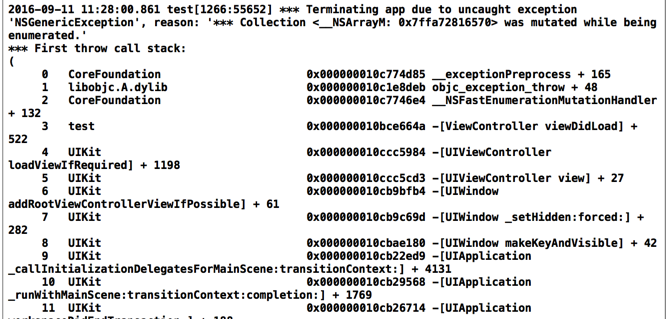 2016-09-11 11:28:00.861 test[1266:55652] *** Terminating app due to uncaught exception
'NSGenericException', reason: '*** Collection <__NSArrayM: 0x7ffa72816570> was mutated while being
enumerated.'
*** First throw call stack:
(
0 CoreFoundation 0x000000010c774d85 __exceptionPreprocess + 165
1 libobjc.A.dylib 0x000000010c1e8deb objc_exception_throw + 48
2 CoreFoundation 0x000000010c7746e4 __NSFastEnumerationMutationHandler
+ 132
3 test 0x000000010bce664a -[ViewController viewDidLoad] +
522
4 UIKit 0x000000010ccc5984 -[UIViewController
loadViewIfRequired] + 1198
5 UIKit 0x000000010ccc5cd3 -[UIViewController view] + 27
6 UIKit 0x000000010cb9bfb4 -[UIWindow
addRootViewControllerViewIfPossible] + 61
7 UIKit 0x000000010cb9c69d -[UIWindow _setHidden:forced:] +
282
8 UIKit 0x000000010cbae180 -[UIWindow makeKeyAndVisible] + 42
9 UIKit 0x000000010cb22ed9 -[UIApplication
_callInitializationDelegatesForMainScene:transitionContext:] + 4131
10 UIKit 0x000000010cb29568 -[UIApplication
_runWithMainScene:transitionContext:completion:] + 1769
11 UIKit 0x000000010cb26714 -[UIApplication